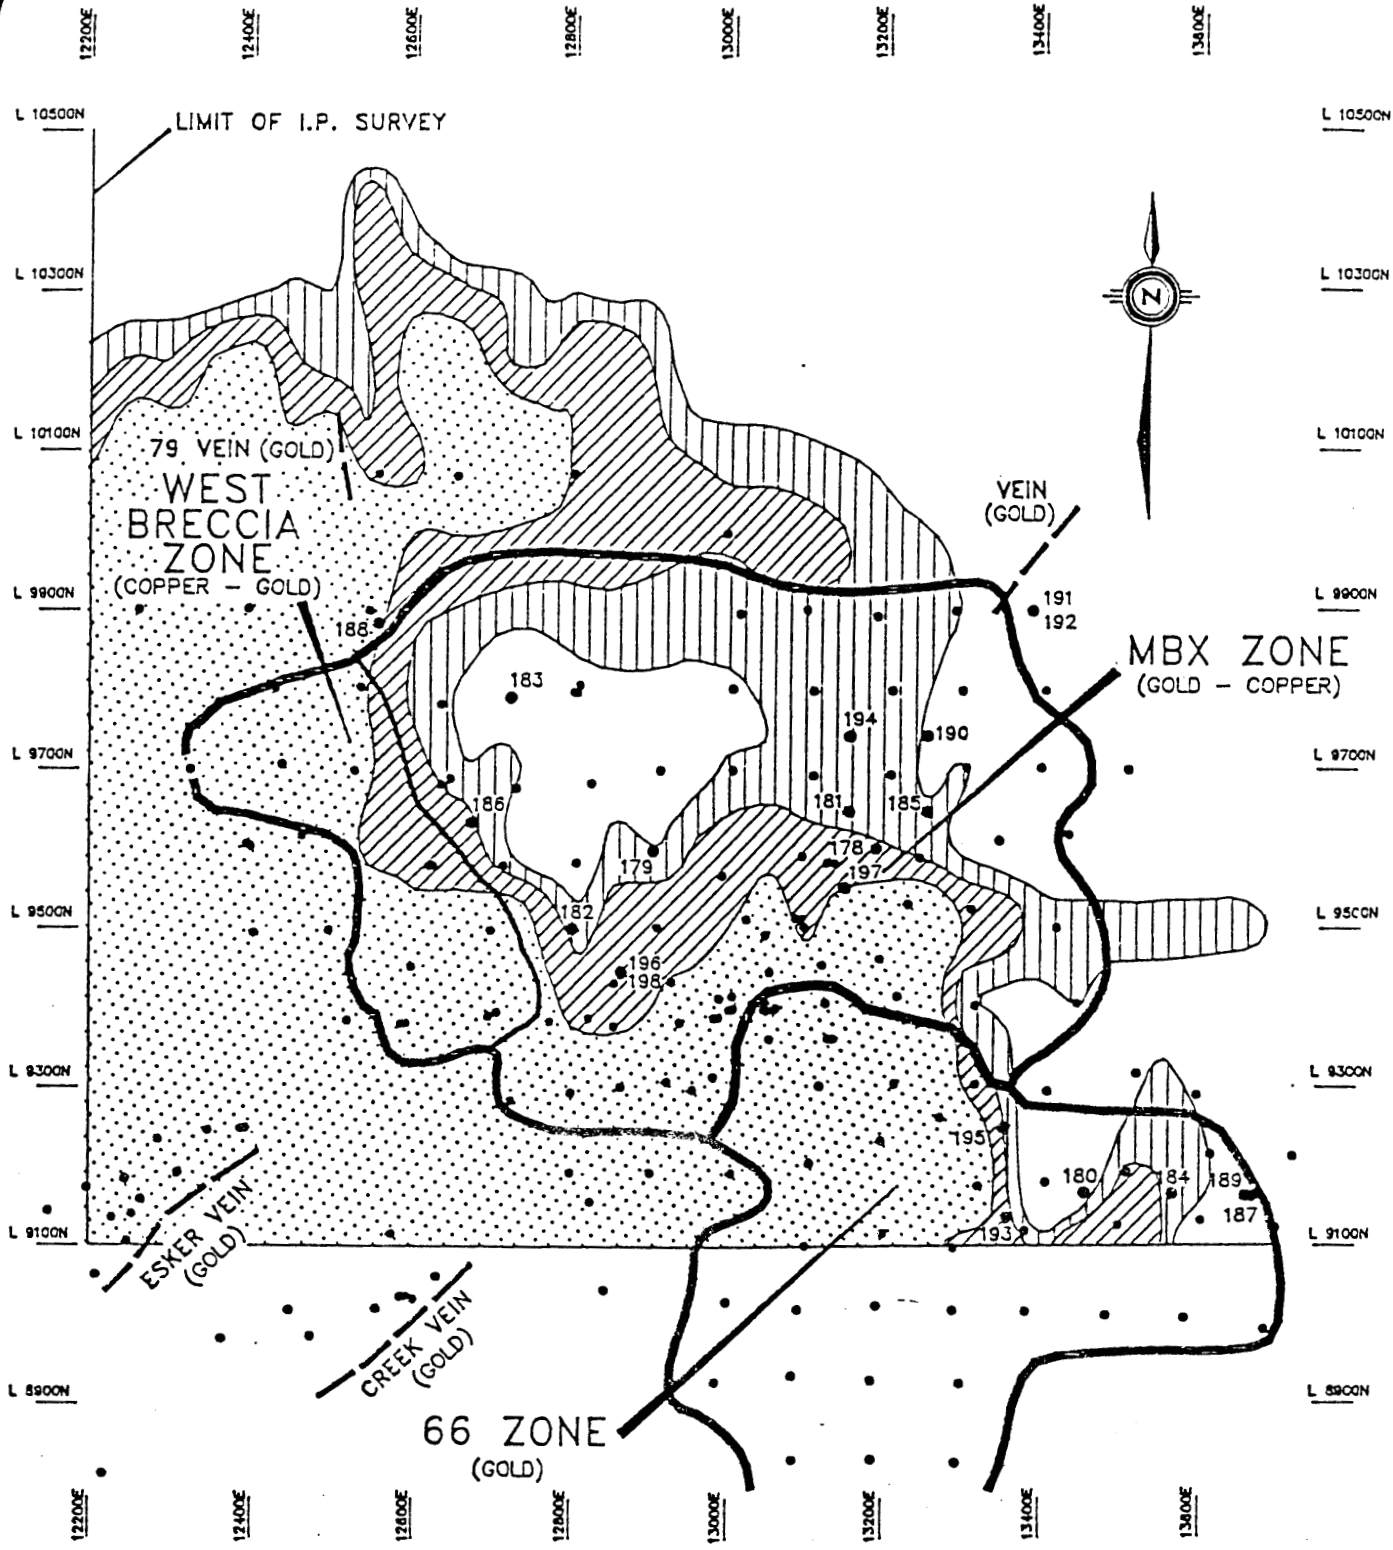 12200E 12400E 12600E 12800E 13000E 13200E 13400E 13800E
L 10500N L 10500N
LIMIT OF I.P. SURVEY
L 10300N L 10300N
N
L 10100N L 10100N
79 VEIN (GOLD)
WEST
BRECCIA
ZONE
(COPPER – GOLD)
VEIN
(GOLD)
L 9900N L 9900N
191
192
188
MBX ZONE
(GOLD – COPPER)
183
194
190
L 9700N L 9700N
186
181
185
178
179
197
L 9500N L 9500N
182
196
198
L 9300N L 9300N
195
180
184
189
187
193
L 9100N L 9100N
ESKER VEIN
(GOLD)
CREEK VEIN
(GOLD)
L 8900N L 8900N
66 ZONE
(GOLD)
12200E 12400E 12600E 12800E 13000E 13200E 13400E 13800E